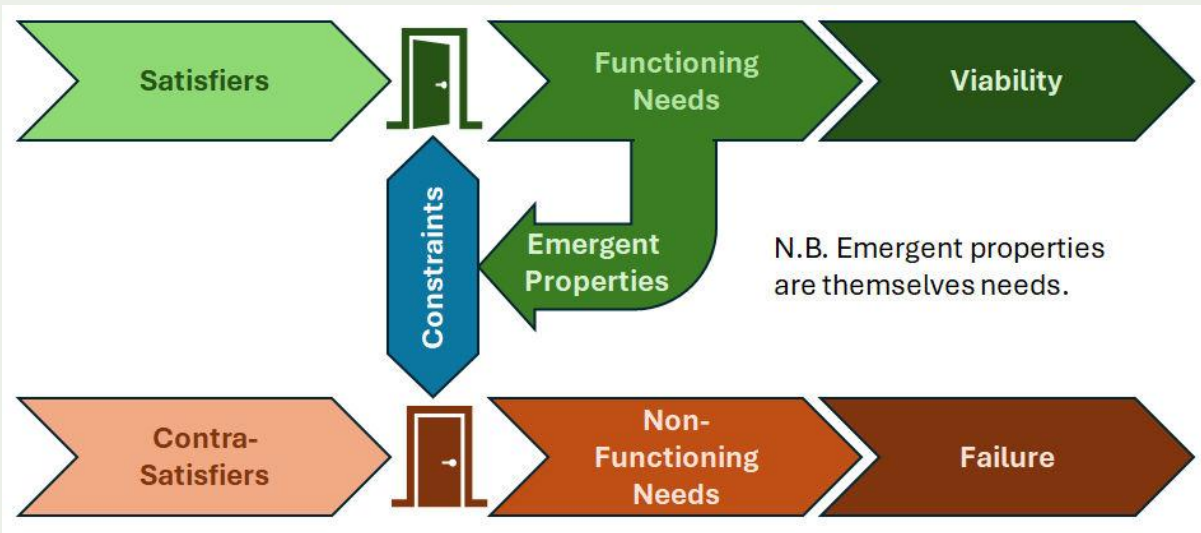 Satisfiers
Functioning
Needs
Viability
Constraints
Emergent
Properties
N.B. Emergent properties
are themselves needs.
Contra-
Satisfiers
Non-
Functioning
Needs
Failure